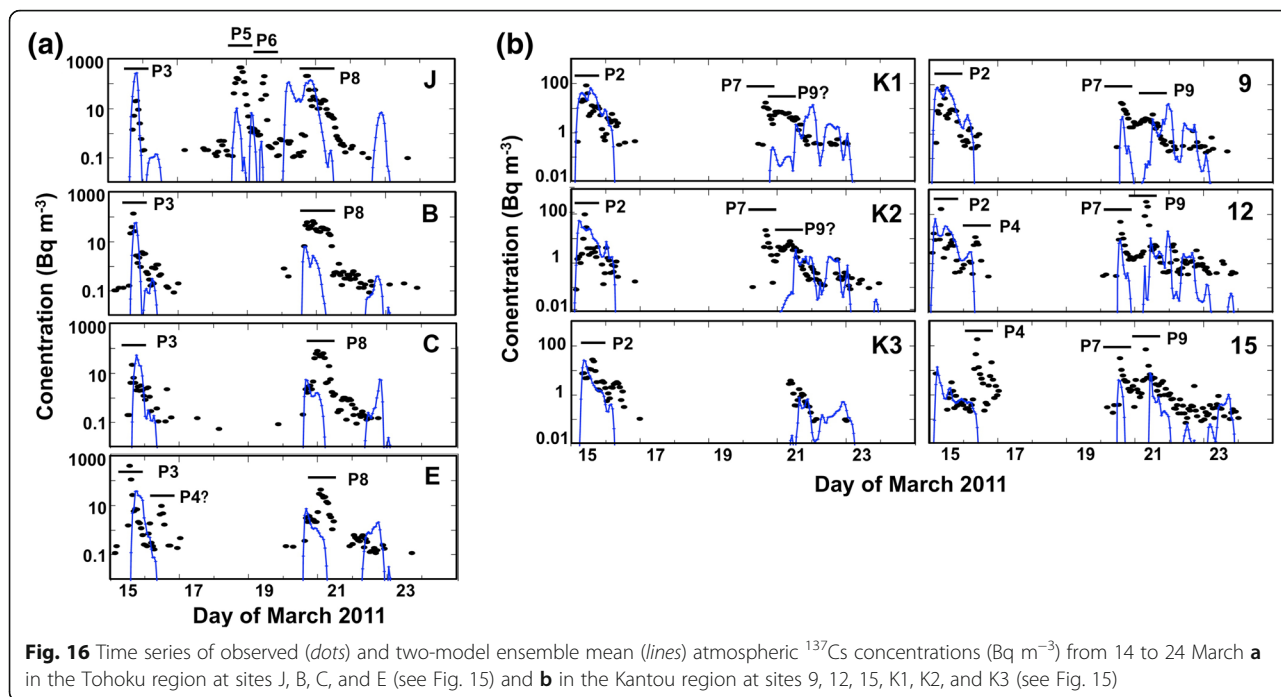 (a)
P5
P6
1000
100
10
0.1
P3
P8
J
1000
10
0.1
P3
P8
B
1000
10
0.1
P3
P8
C
1000
10
0.1
P3
P4?
P8
E
Conentration (Bq m⁻³)
15 17 19 21 23
Day of March 2011
(b)
100
1
0.01
P2
P7
P9?
K1
100
1
0.01
P2
P7
P9?
K2
100
1
0.01
P2
K3
Conentration (Bq m⁻³)
15 17 19 21 23
P2
P7
P9
9
P2
P4
P7
P9
12
P4
P7
P9
15
15 17 19 21 23
Day of March 2011
Fig. 16 Time series of observed (dots) and two-model ensemble mean (lines) atmospheric ¹³⁷Cs concentrations (Bq m⁻³) from 14 to 24 March a
in the Tohoku region at sites J, B, C, and E (see Fig. 15) and b in the Kantou region at sites 9, 12, 15, K1, K2, and K3 (see Fig. 15)